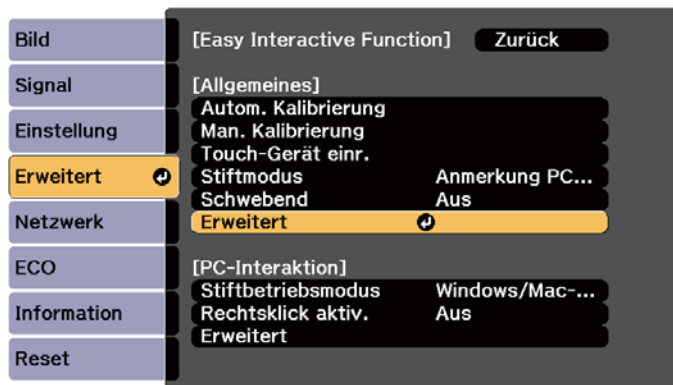 Bild
Signal
Einstellung
Erweitert
Netzwerk
ECO
Information
Reset
[Easy Interactive Function] Zurück
[Allgemeines]
Autom. Kalibrierung
Man. Kalibrierung
Touch-Gerät einr.
Stiftmodus Anmerkung PC...
Schwebend Aus
Erweitert
[PC-Interaktion]
Stiftbetriebsmodus Windows/Mac-...
Rechtsklick aktiv. Aus
Erweitert